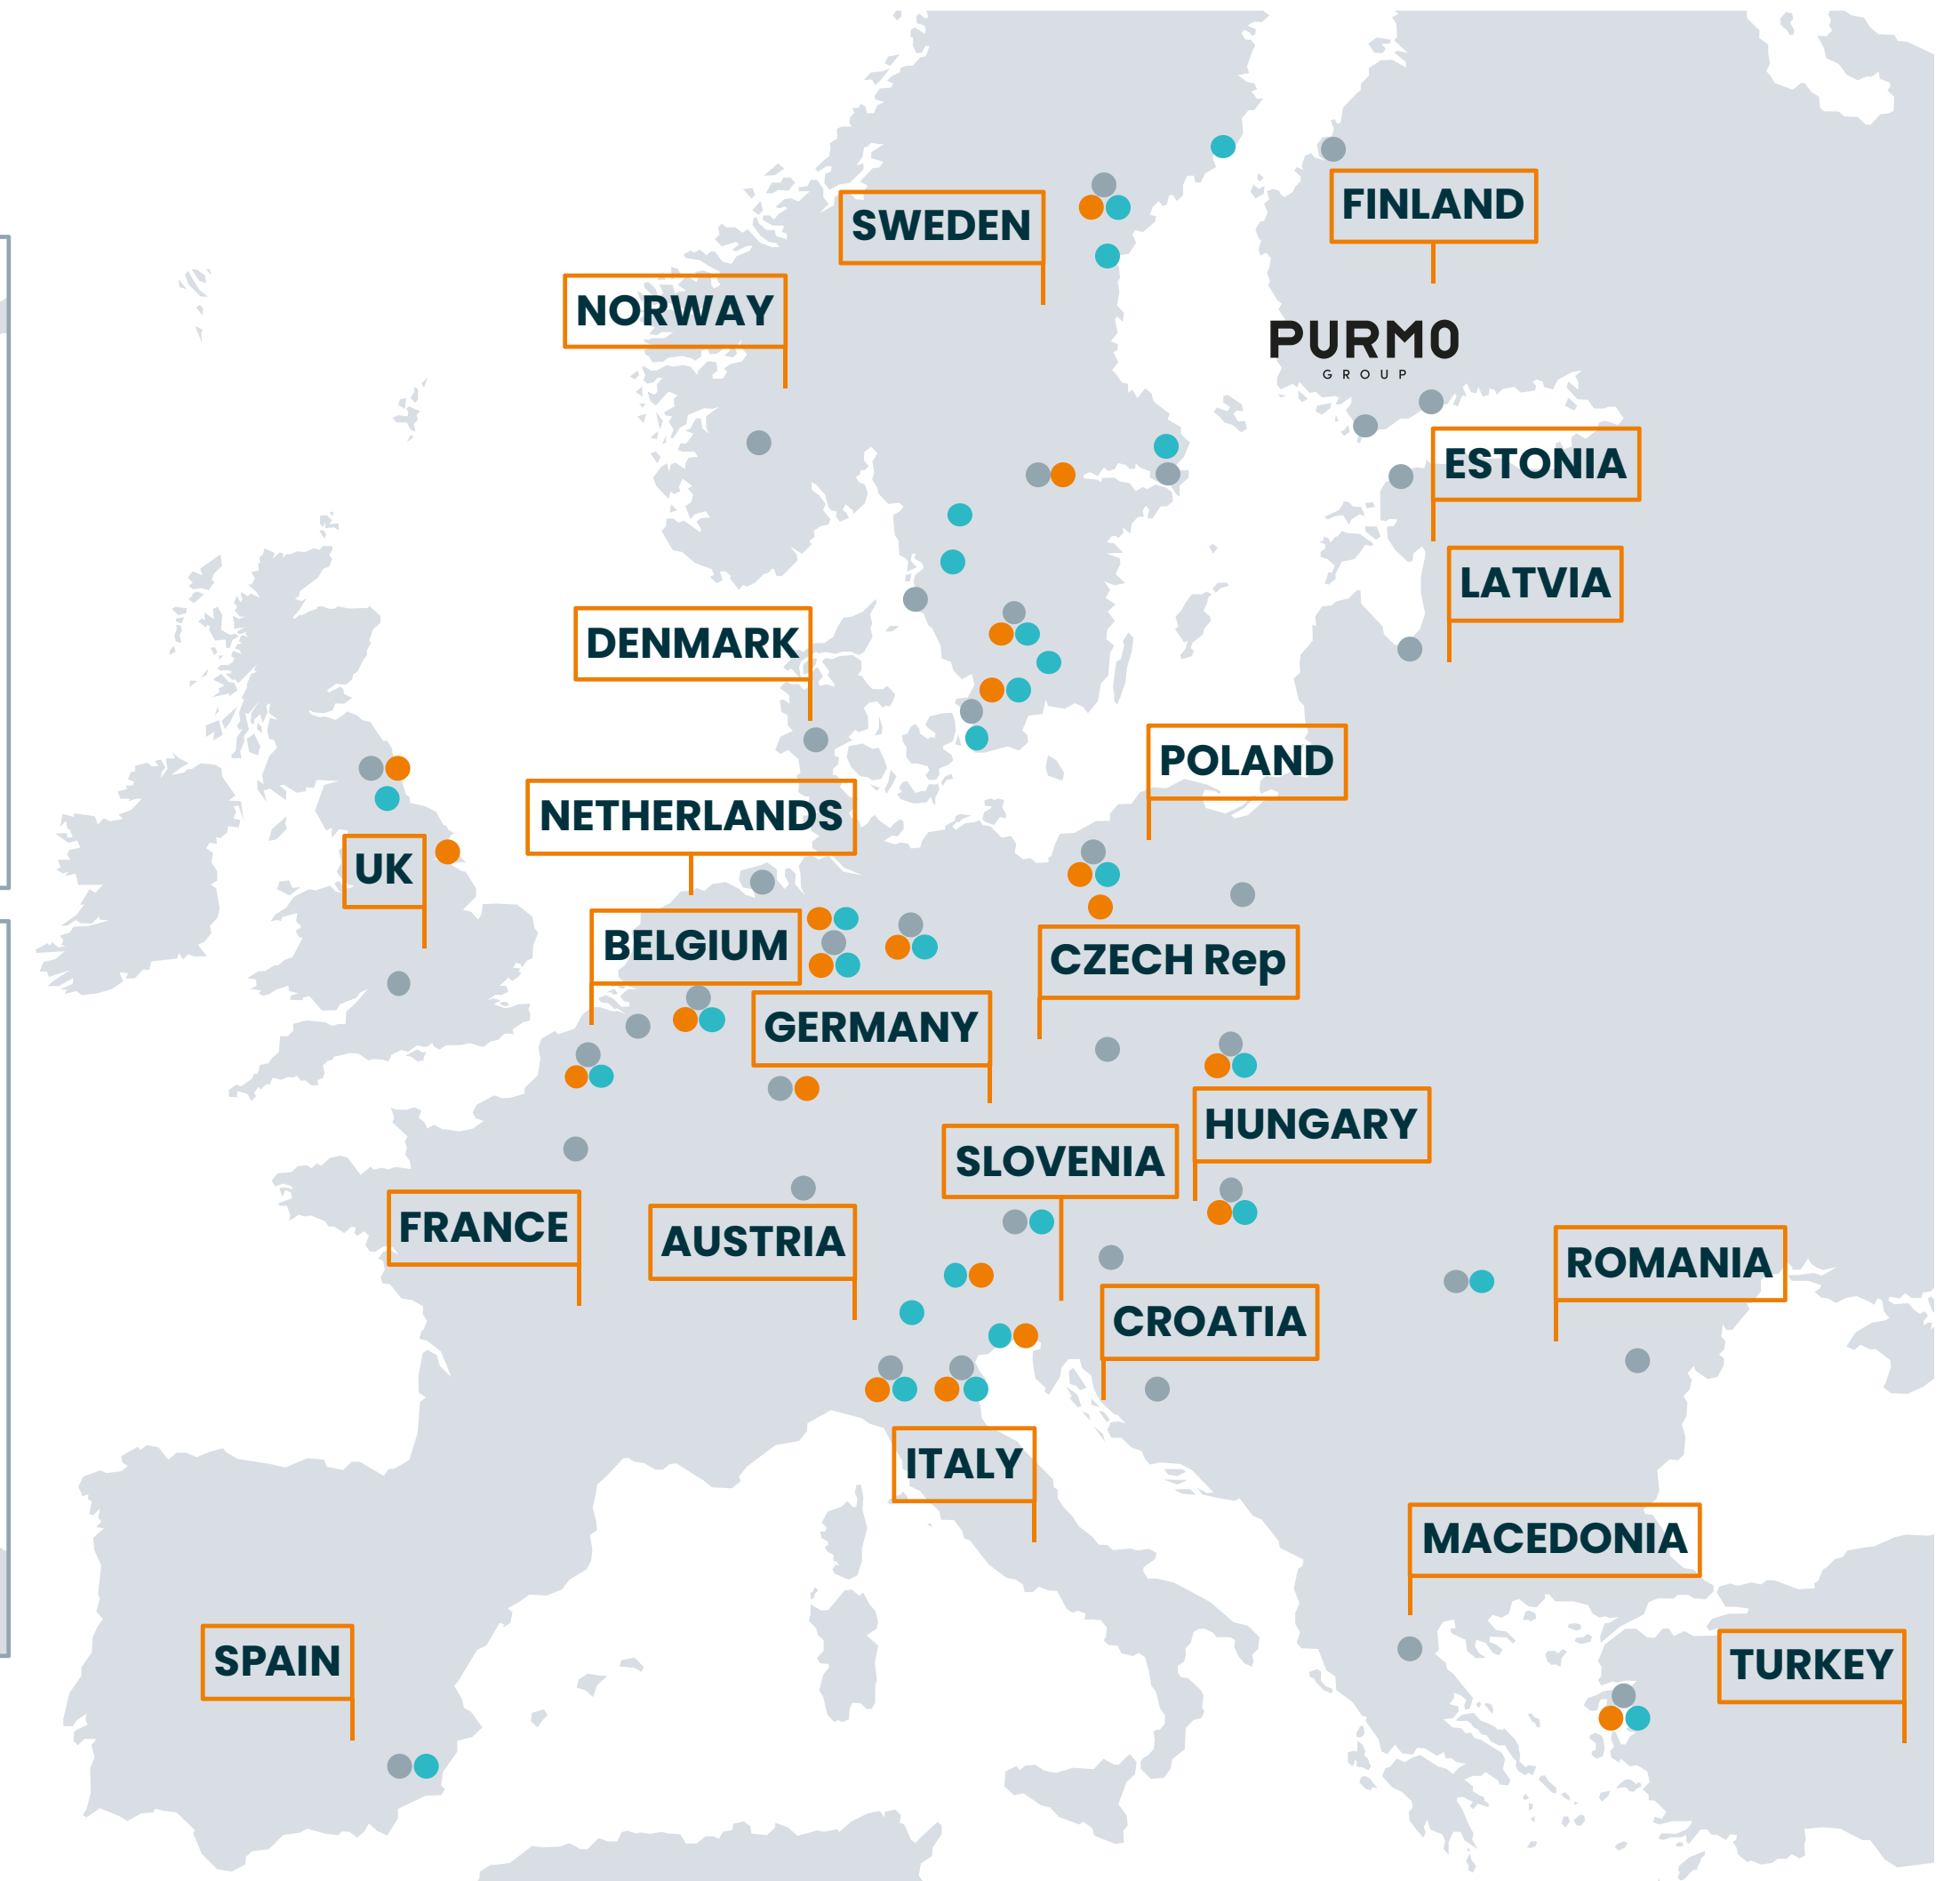 FINLAND
SWEDEN
NORWAY
PURMO
GROUP
ESTONIA
LATVIA
DENMARK
POLAND
NETHERLANDS
UK
BELGIUM
CZECH Rep
GERMANY
HUNGARY
SLOVENIA
FRANCE
AUSTRIA
ROMANIA
CROATIA
ITALY
MACEDONIA
SPAIN
TURKEY